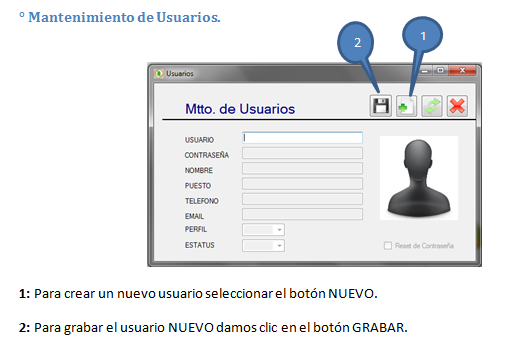 ° Mantenimiento de Usuarios.
2
1
Usuarios
Mtto. de Usuarios
USUARIO
CONTRASEÑA
NOMBRE
PUESTO
TELEFONO
EMAIL
PERFIL
ESTATUS
Reset de Contraseña
1: Para crear un nuevo usuario seleccionar el botón NUEVO.
2: Para grabar el usuario NUEVO damos clic en el botón GRABAR.